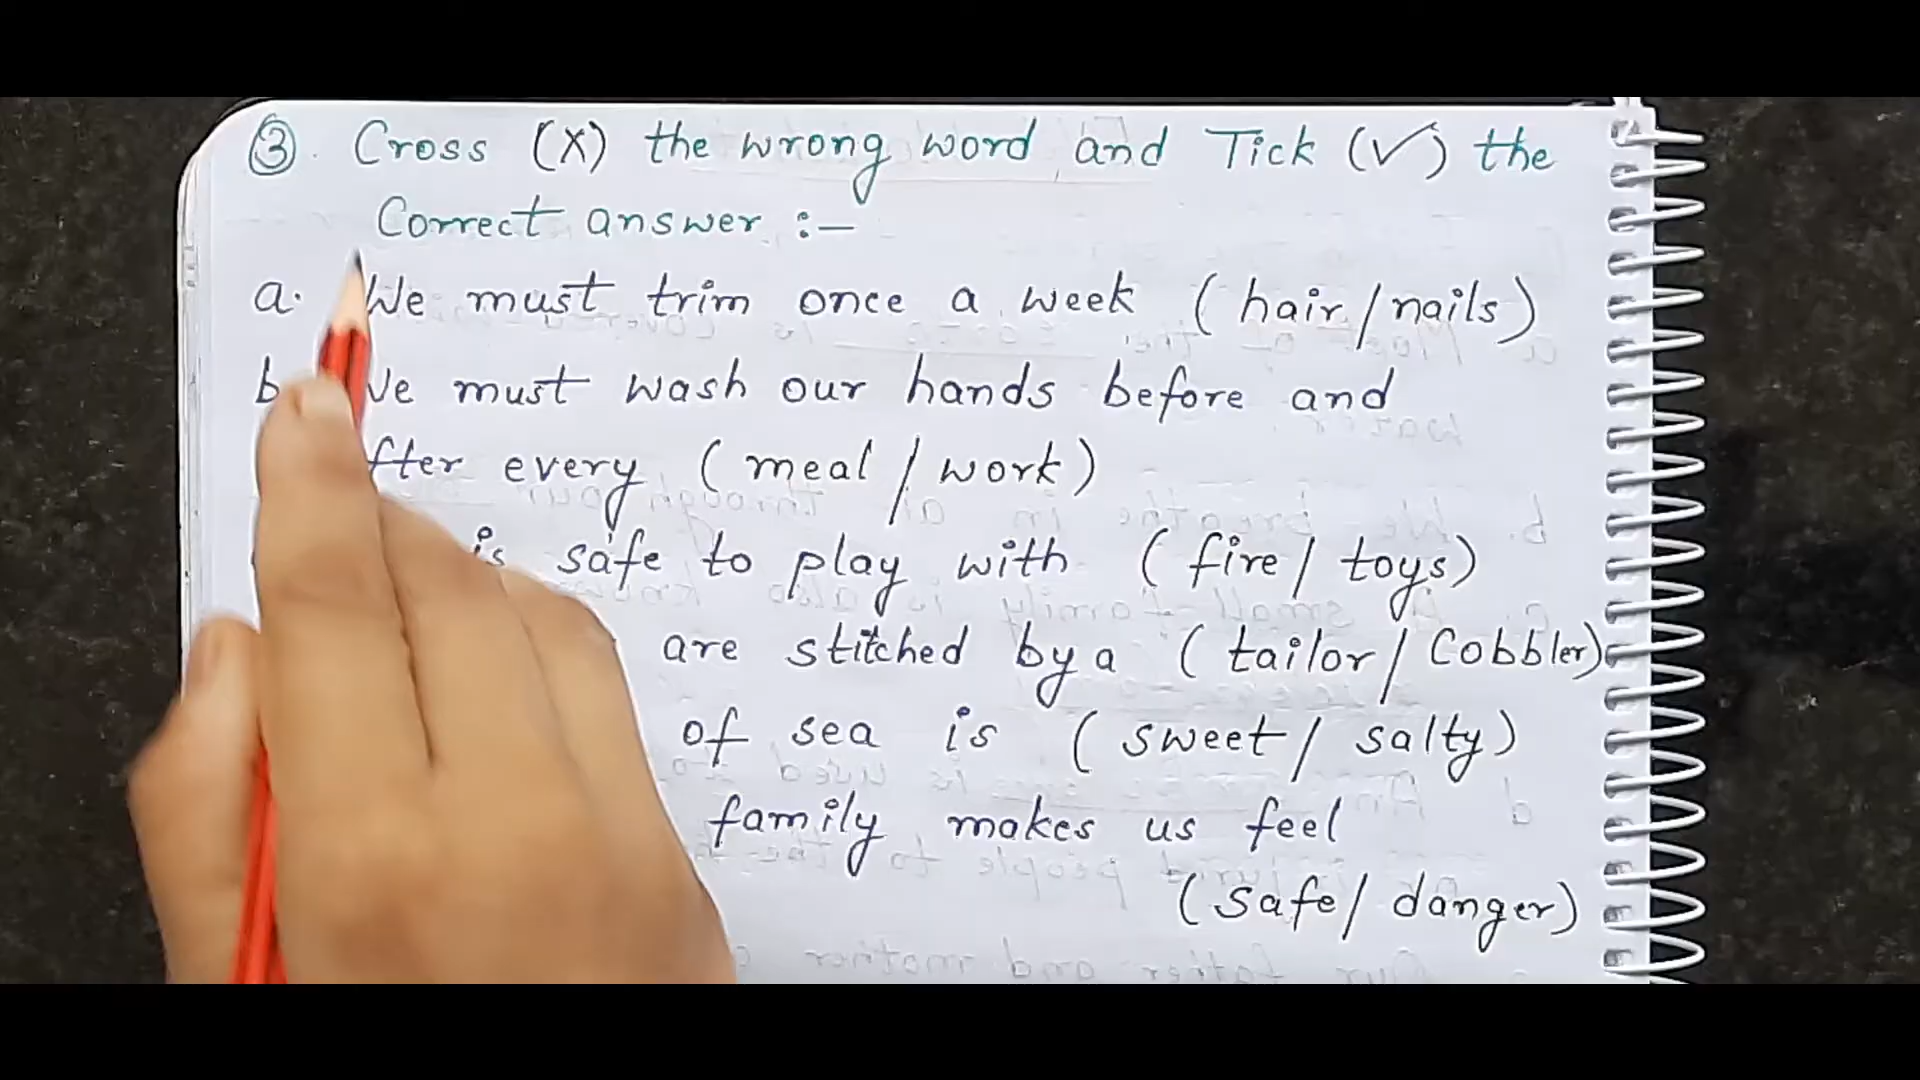 ③. Cross (X) the wrong word and Tick (✓) the
Correct answer :-
a. We must trim once a week (hair/nails)
b We must wash our hands before and
after every (meal/work)
is safe to play with (fire/toys)
are stitched by a (tailor/Cobbler)
of sea is (sweet/salty)
family makes us feel
(safe/danger)